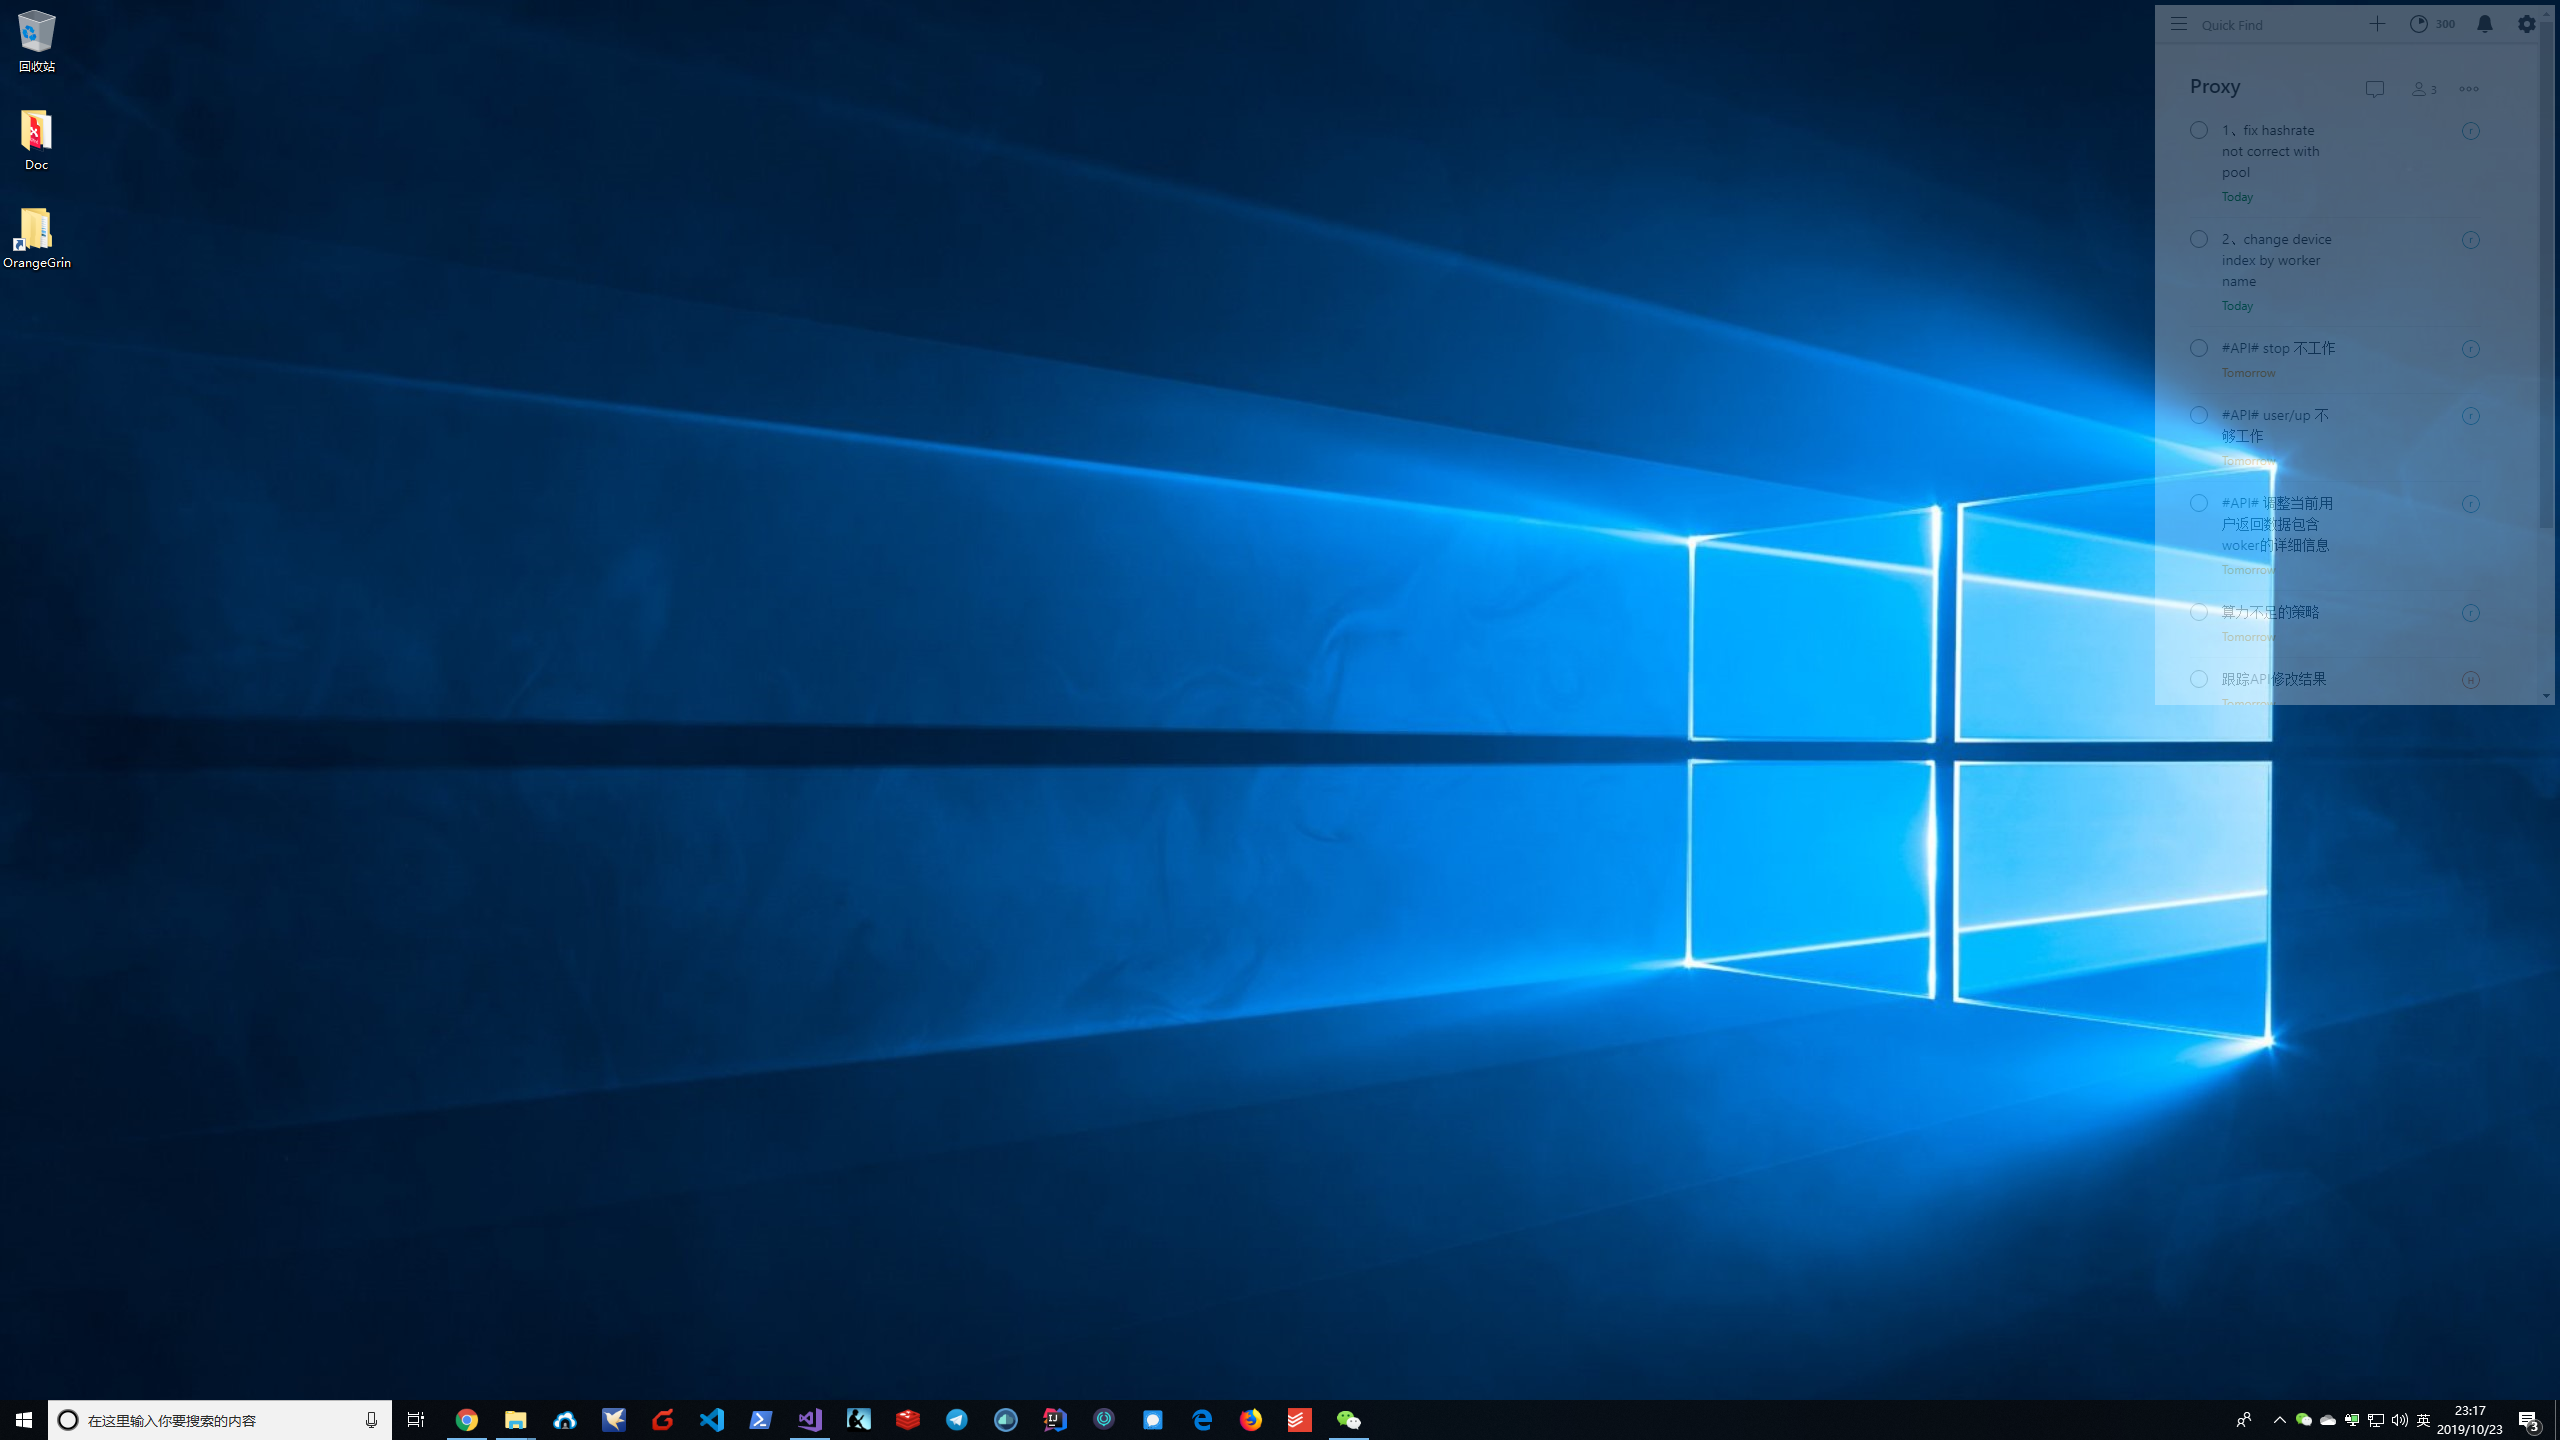 回收站
Doc
OrangeGrin
Quick Find
300
Proxy
3
1、fix hashrate
not correct with
pool
r
Today
2、change device
index by worker
name
r
Today
#API# stop 不工作
r
Tomorrow
#API# user/up 不
够工作
r
Tomorrow
#API# 调整当前用
户返回数据包含
woker的详细信息
r
Tomorrow
算力不足的策略
r
Tomorrow
跟踪API修改结果
H
Tomorrow
在这里输入你要搜索的内容
英
23:17
2019/10/23
3